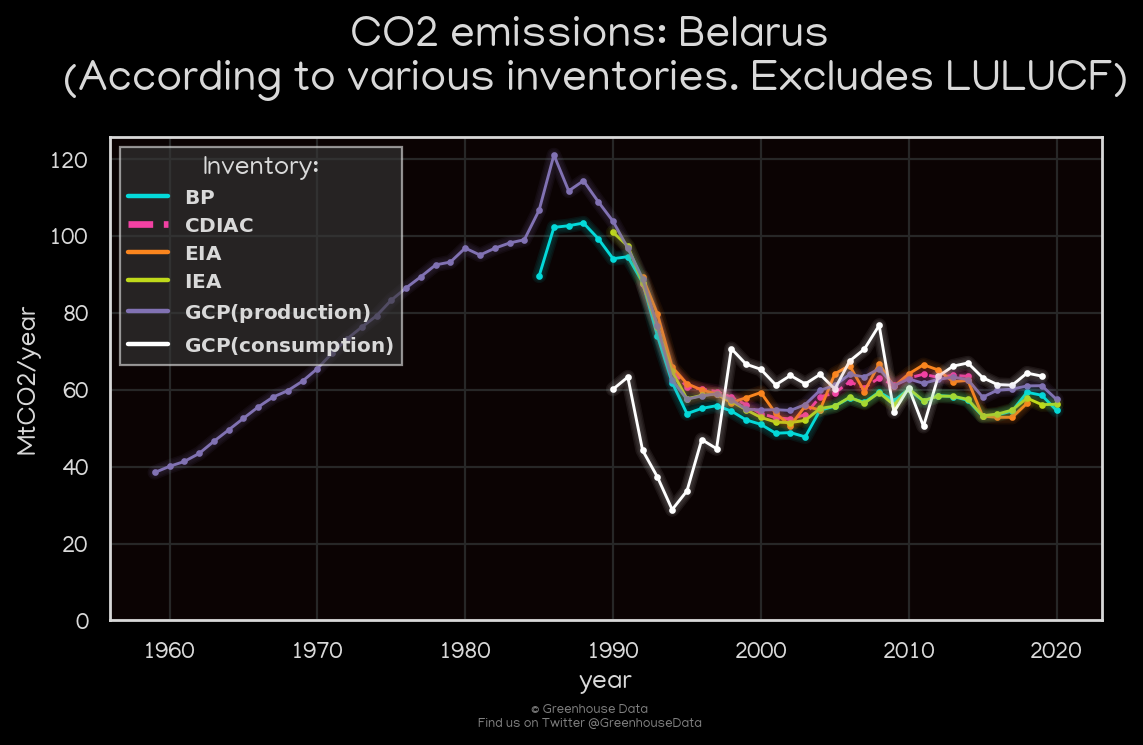 CO2 emissions: Belarus
(According to various inventories. Excludes LULUCF)
Inventory:
BP
CDIAC
EIA
IEA
GCP(production)
GCP(consumption)
MtCO2/year
120
100
80
60
40
20
0
1960 1970 1980 1990 2000 2010 2020
year
© Greenhouse Data
Find us on Twitter @GreenhouseData